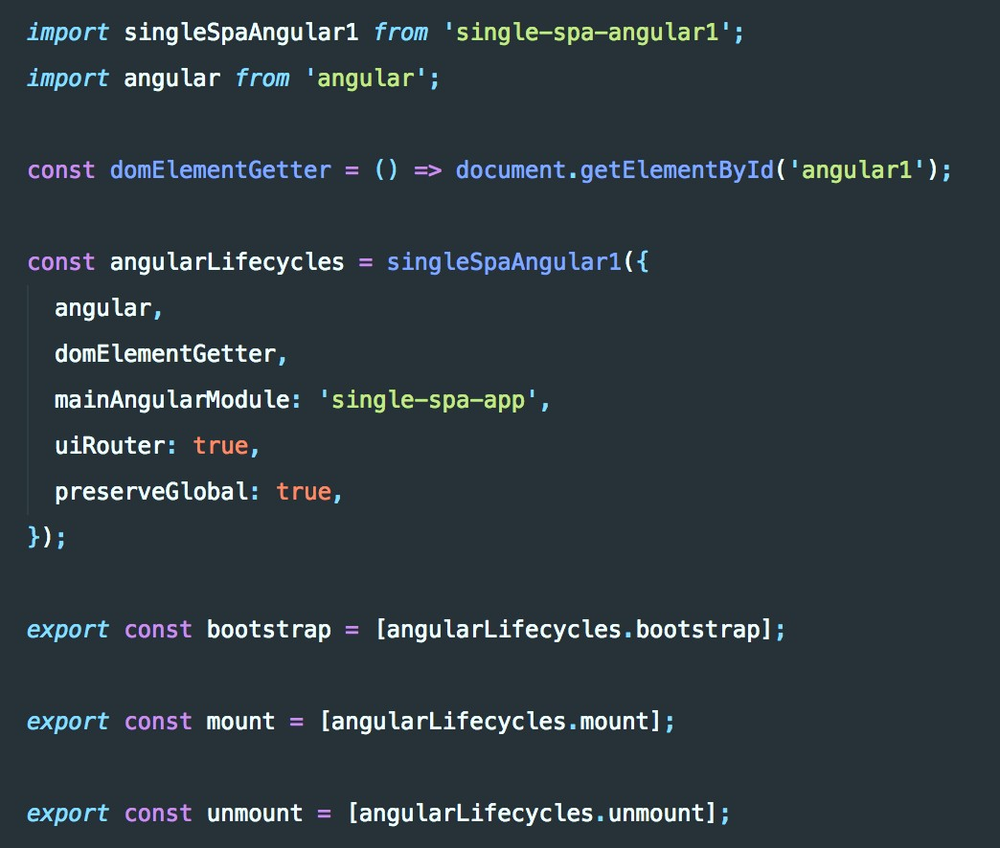 import singleSpaAngular1 from 'single-spa-angular1';
import angular from 'angular';
const domElementGetter = () => document.getElementById('angular1');
const angularLifecycles = singleSpaAngular1({
  angular,
  domElementGetter,
  mainAngularModule: 'single-spa-app',
  uiRouter: true,
  preserveGlobal: true,
});
export const bootstrap = [angularLifecycles.bootstrap];
export const mount = [angularLifecycles.mount];
export const unmount = [angularLifecycles.unmount];